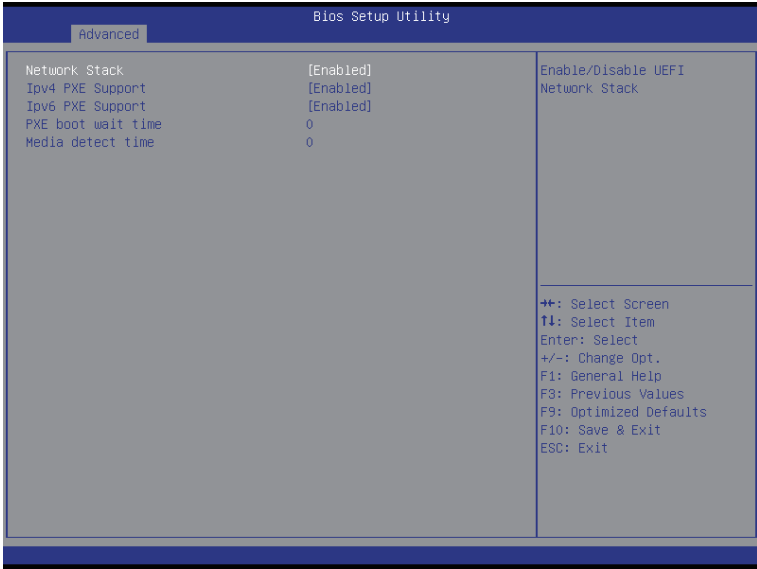 Bios Setup Utility
Advanced
Network Stack [Enabled]
Ipv4 PXE Support [Enabled]
Ipv6 PXE Support [Enabled]
PXE boot wait time 0
Media detect time 0
Enable/Disable UEFI
Network Stack
→←: Select Screen
↑↓: Select Item
Enter: Select
+/-: Change Opt.
F1: General Help
F3: Previous Values
F9: Optimized Defaults
F10: Save & Exit
ESC: Exit